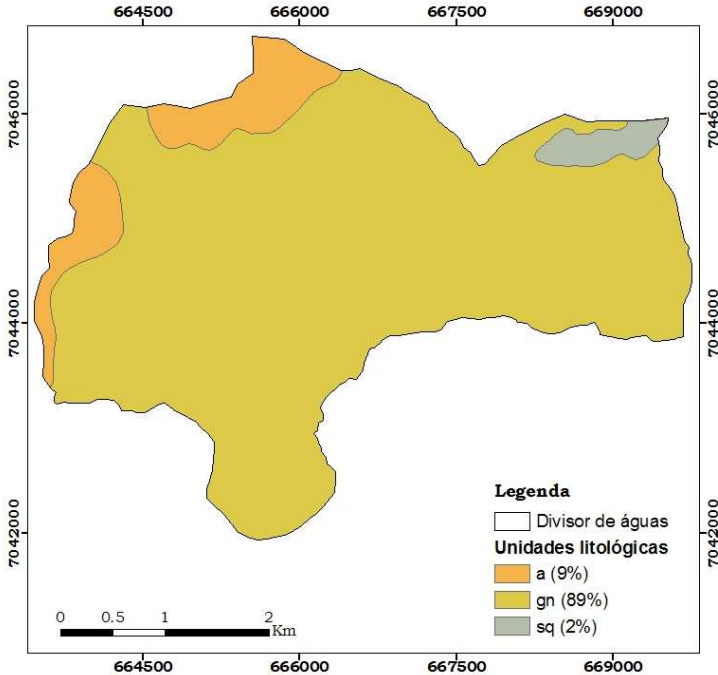 664500 666000 667500 669000
7046000 7046000
7044000 7044000
7042000 7042000
Legenda
Divisor de águas
Unidades litológicas
a (9%)
gn (89%)
sq (2%)
0 0.5 1 2
Km
664500 666000 667500 669000